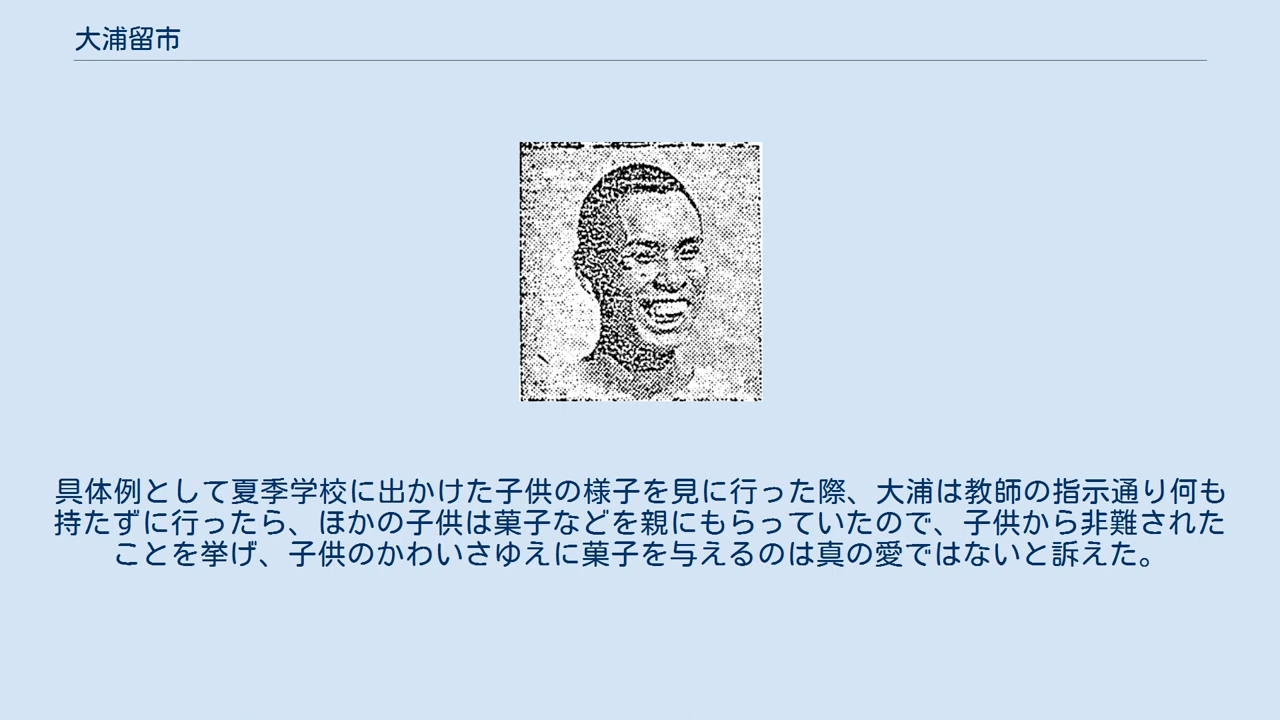 大浦留市
具体例として夏季学校に出かけた子供の様子を見に行った際、大浦は教師の指示通り何も
持たずに行ったら、ほかの子供は菓子などを親にもらっていたので、子供から非難された
ことを挙げ、子供のかわいさゆえに菓子を与えるのは真の愛ではないと訴えた。